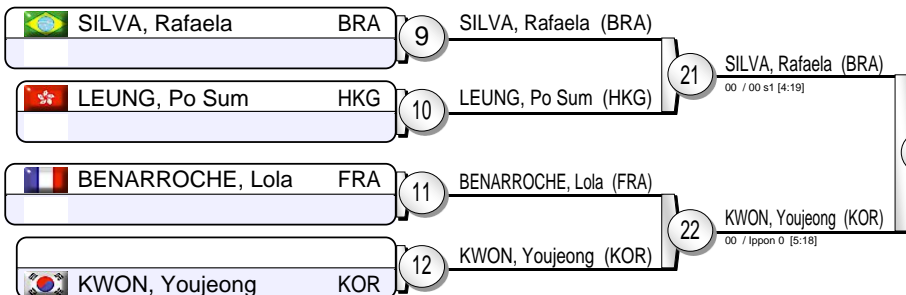 SILVA, Rafaela BRA
9
SILVA, Rafaela (BRA)
21
SILVA, Rafaela (BRA)
00 / 00 s1 [4:19]
LEUNG, Po Sum HKG
10
LEUNG, Po Sum (HKG)
BENARROCHE, Lola FRA
11
BENARROCHE, Lola (FRA)
22
KWON, Youjeong (KOR)
00 / Ippon 0 [5:18]
KWON, Youjeong KOR
12
KWON, Youjeong (KOR)